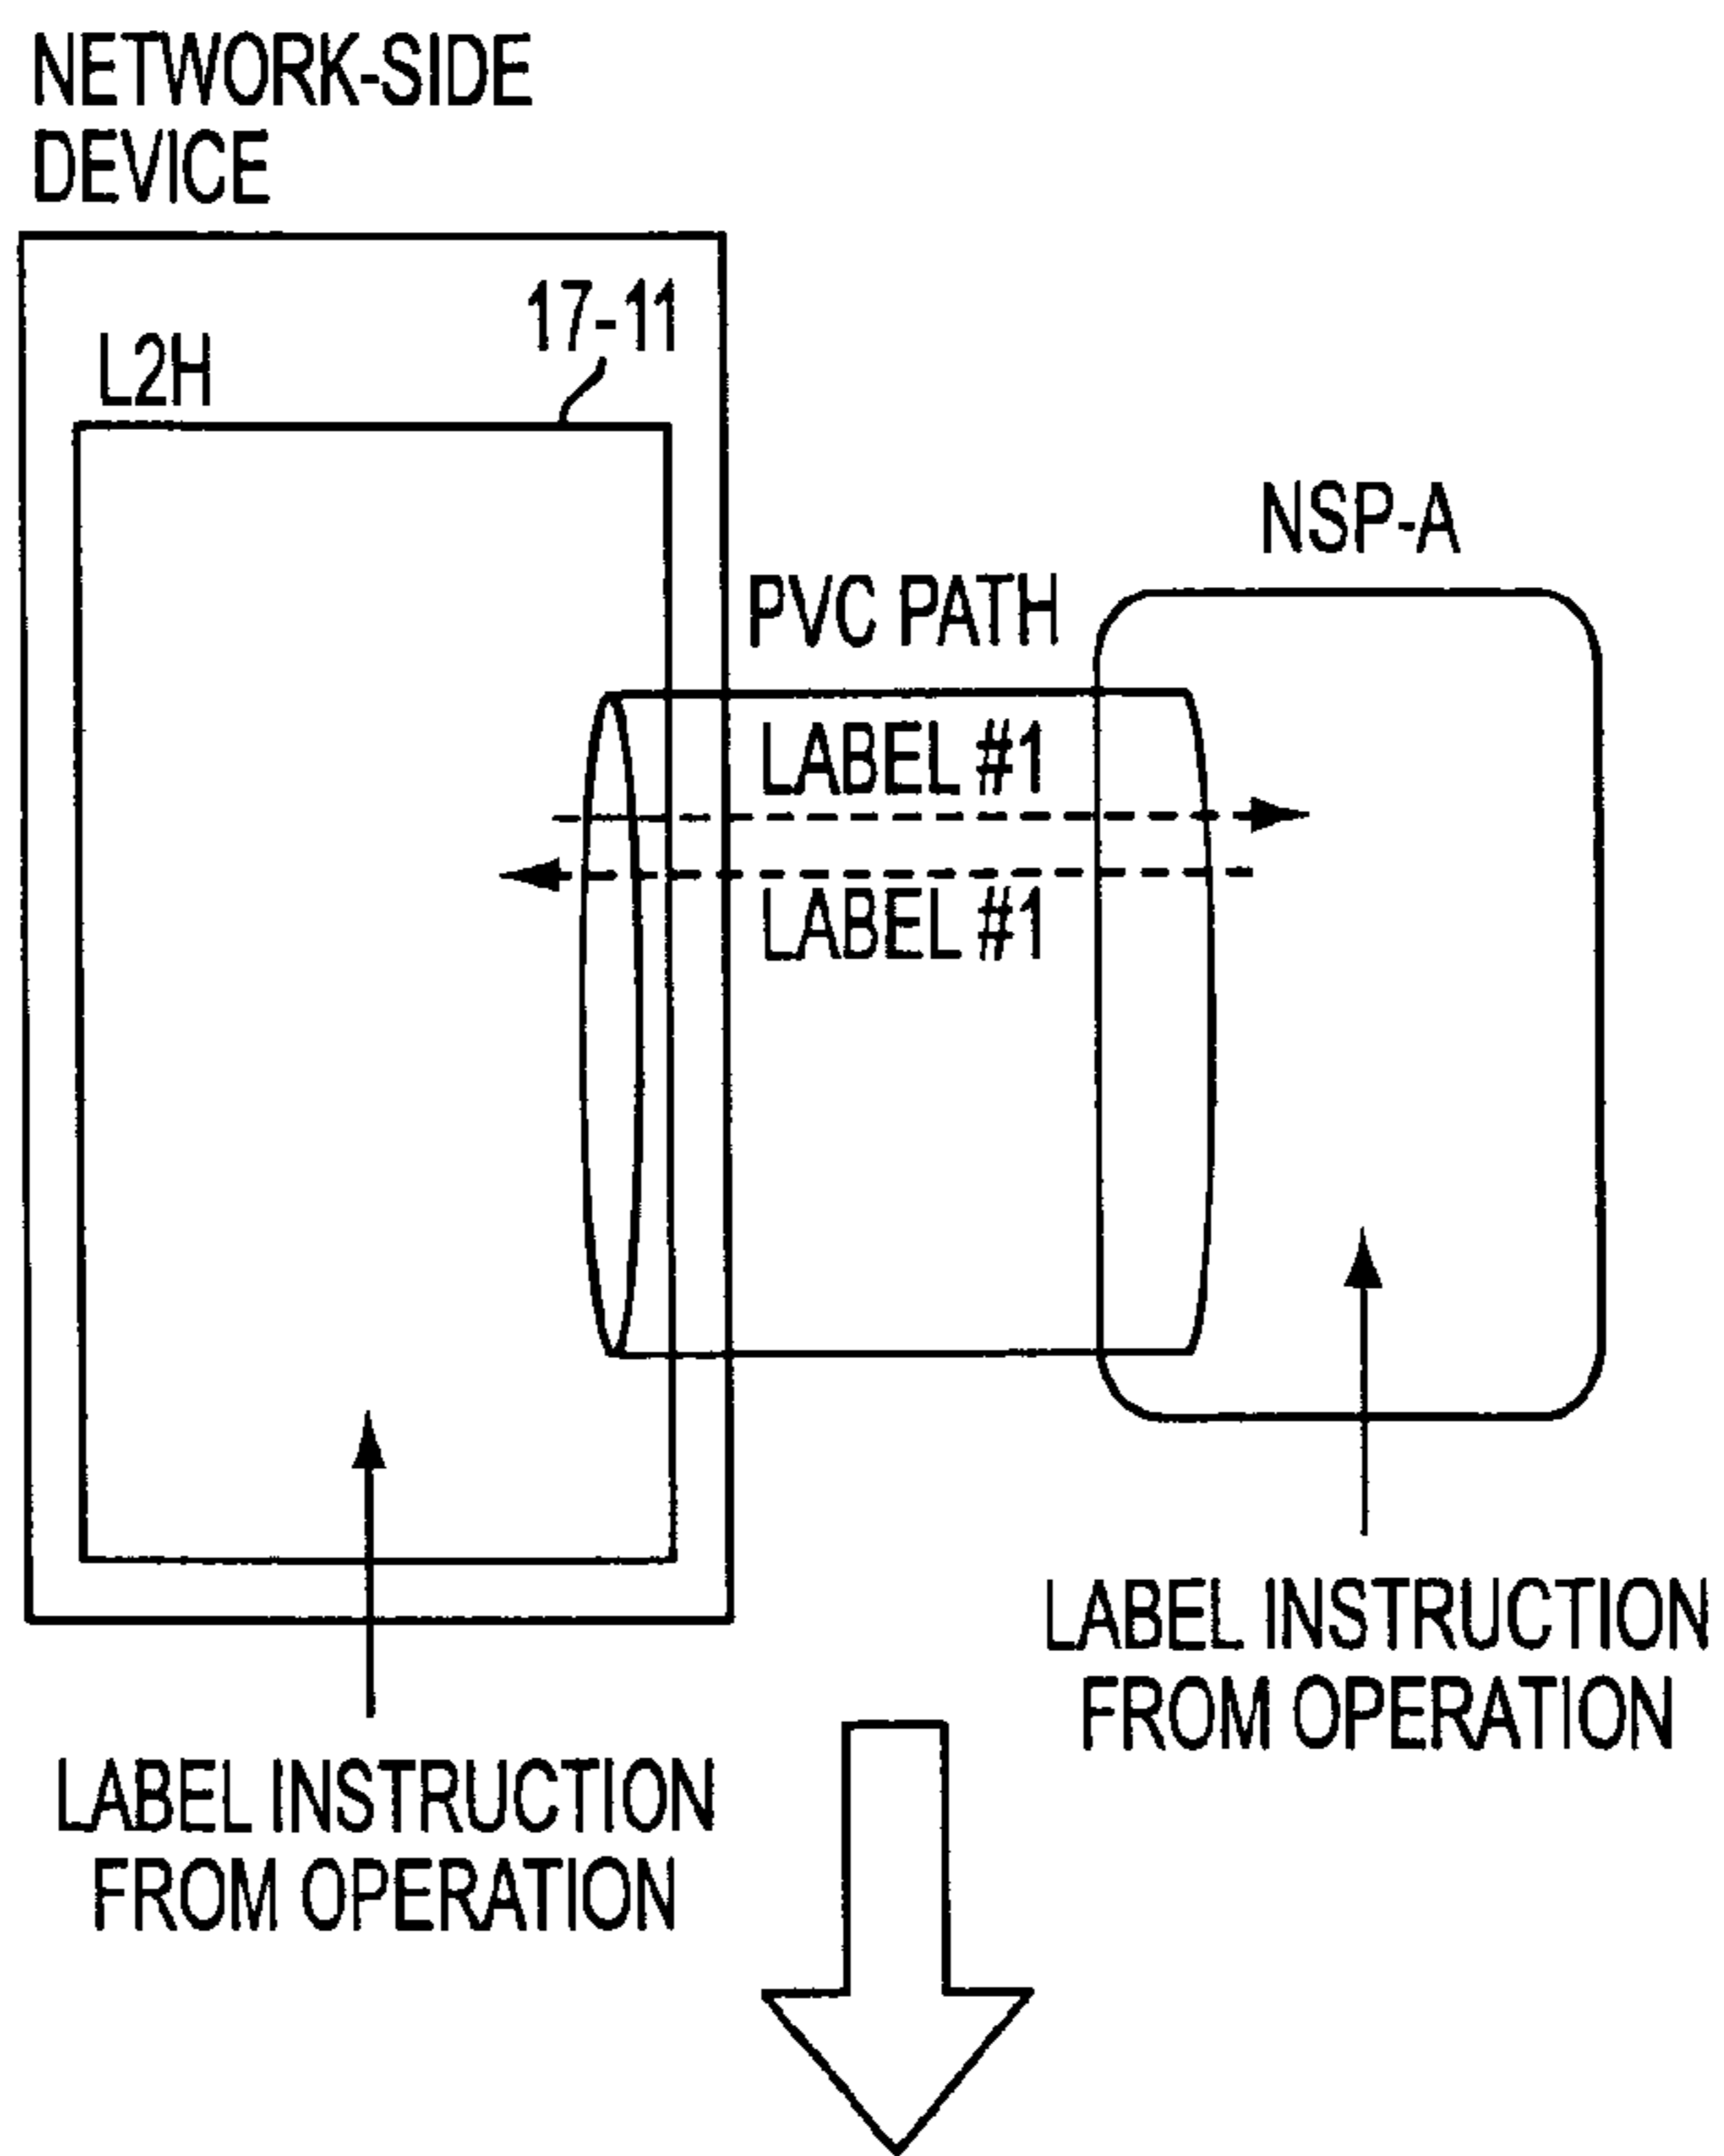 NETWORK-SIDE
DEVICE
17-11
L2H
NSP-A
PVC PATH
LABEL #1
LABEL #1
LABEL INSTRUCTION
FROM OPERATION
LABEL INSTRUCTION
FROM OPERATION